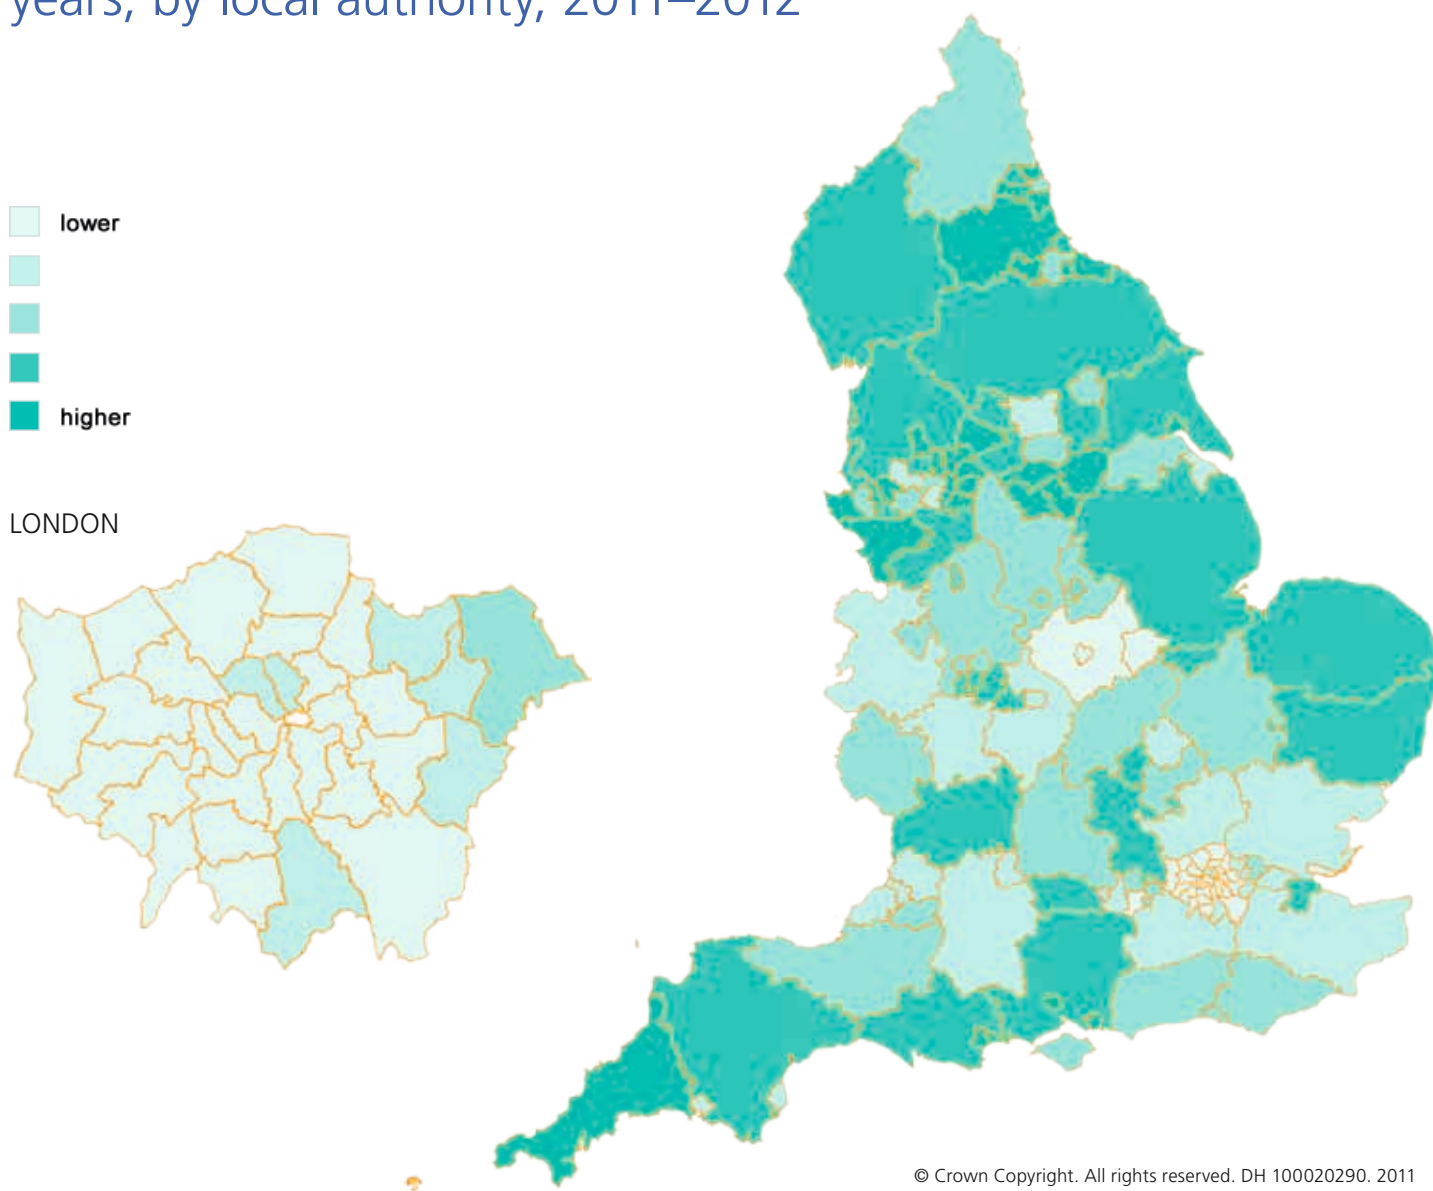 years, by local authority, 2011–2012
lower
higher
LONDON
© Crown Copyright. All rights reserved. DH 100020290. 2011